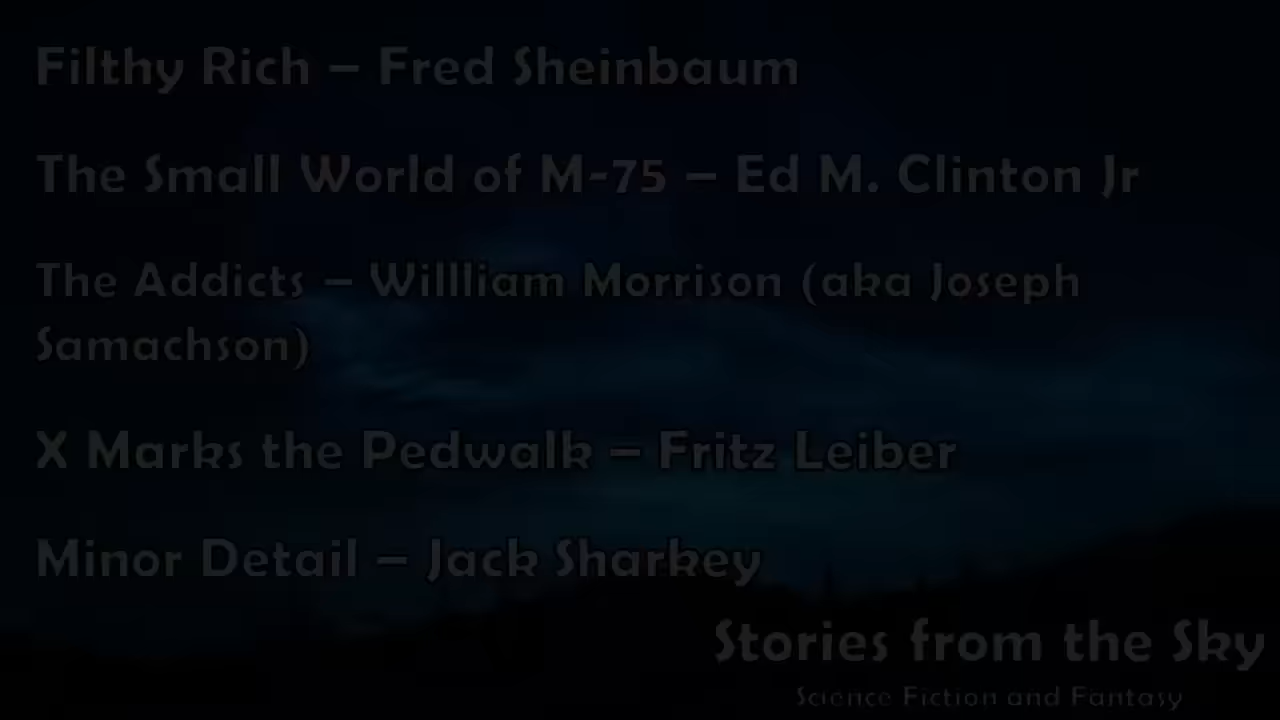 Filthy Rich – Fred Sheinbaum
The Small World of M-75 – Ed M. Clinton Jr
The Addicts – Willliam Morrison (aka Joseph
Samachson)
X Marks the Pedwalk – Fritz Leiber
Minor Detail – Jack Sharkey
Stories from the Sky
Science Fiction and Fantasy